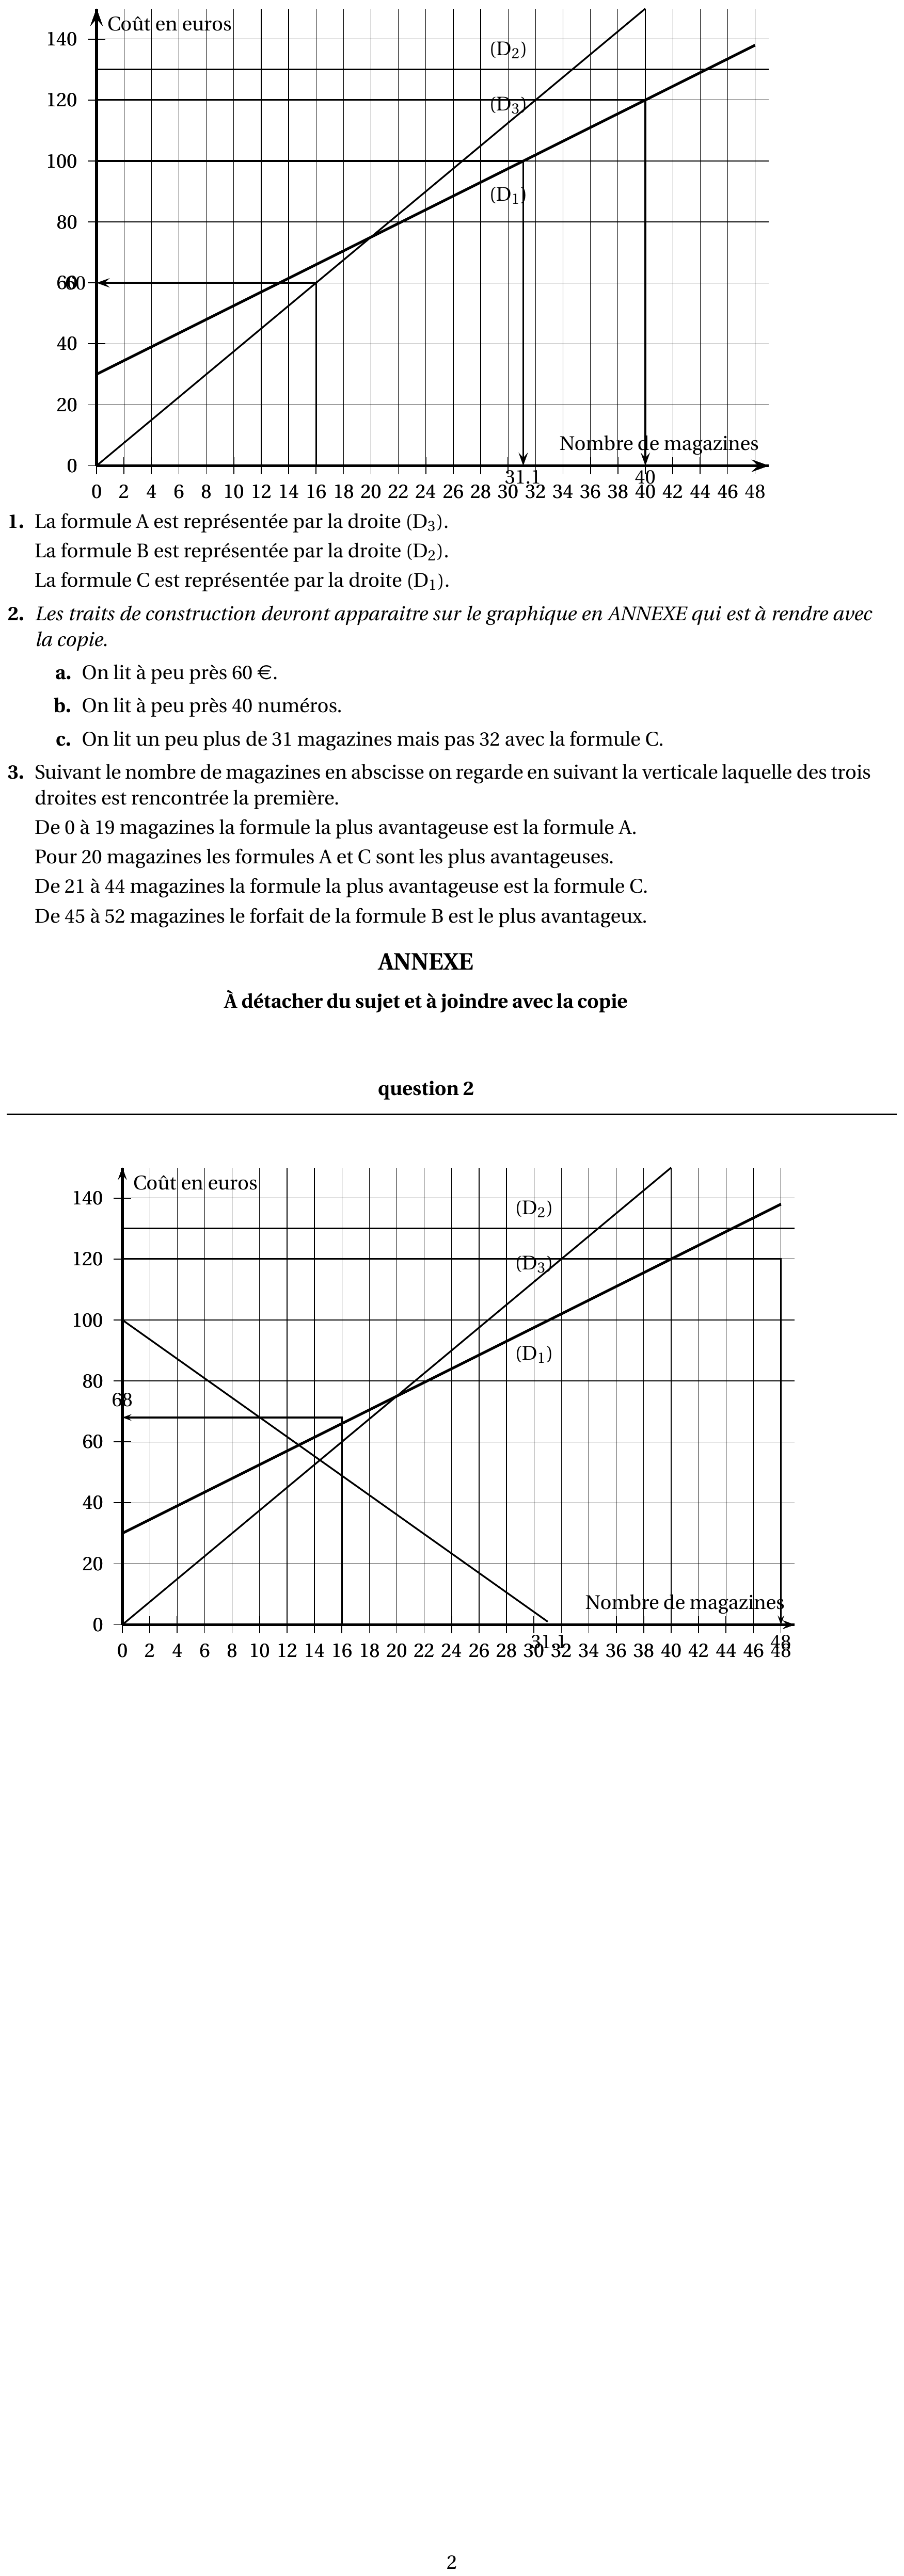 Coût en euros
140
(D2)
120
(D3)
100
(D1)
80
60
60
40
20
Nombre de magazines
0
31.1
40
0 2 4 6 8 10 12 14 16 18 20 22 24 26 28 30 32 34 36 38 40 42 44 46 48
1. La formule A est représentée par la droite (D3).
La formule B est représentée par la droite (D2).
La formule C est représentée par la droite (D1).
2. Les traits de construction devront apparaitre sur le graphique en ANNEXE qui est à rendre avec
la copie.
a. On lit à peu près 60 €.
b. On lit à peu près 40 numéros.
c. On lit un peu plus de 31 magazines mais pas 32 avec la formule C.
3. Suivant le nombre de magazines en abscisse on regarde en suivant la verticale laquelle des trois
droites est rencontrée la première.
De 0 à 19 magazines la formule la plus avantageuse est la formule A.
Pour 20 magazines les formules A et C sont les plus avantageuses.
De 21 à 44 magazines la formule la plus avantageuse est la formule C.
De 45 à 52 magazines le forfait de la formule B est le plus avantageux.
ANNEXE
À détacher du sujet et à joindre avec la copie
question 2
Coût en euros
140
(D2)
120
(D3)
100
(D1)
80
68
60
40
20
Nombre de magazines
0
31.1
48
0 2 4 6 8 10 12 14 16 18 20 22 24 26 28 30 32 34 36 38 40 42 44 46 48
2